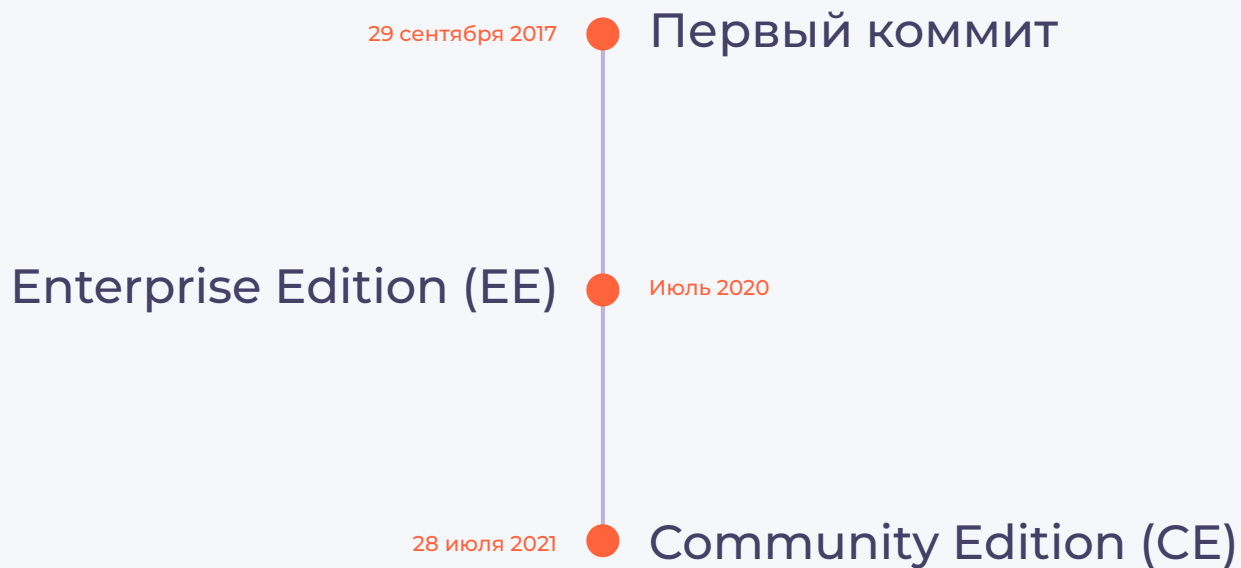 29 сентября 2017
Первый коммит
Enterprise Edition (EE)
Июль 2020
28 июля 2021
Community Edition (CE)